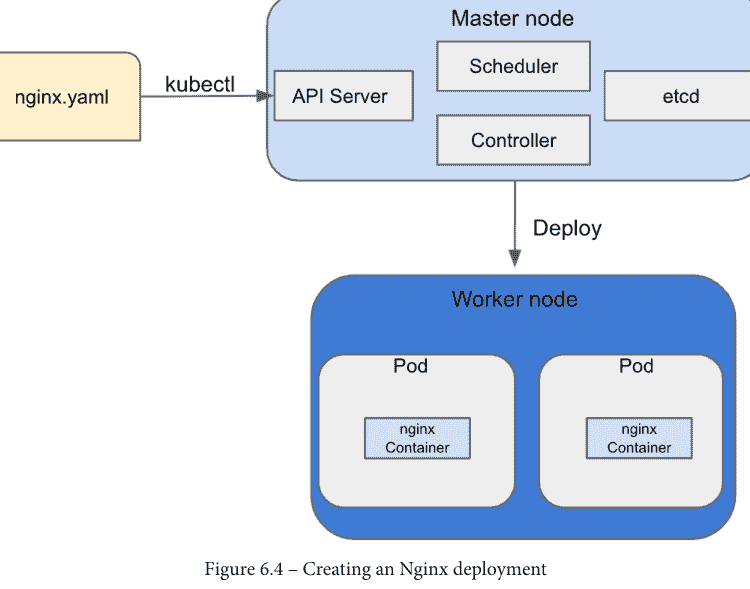 Master node
nginx.yaml
kubectl
API Server
Scheduler
etcd
Controller
Deploy
Worker node
Pod
nginx
Container
Pod
nginx
Container
Figure 6.4 – Creating an Nginx deployment